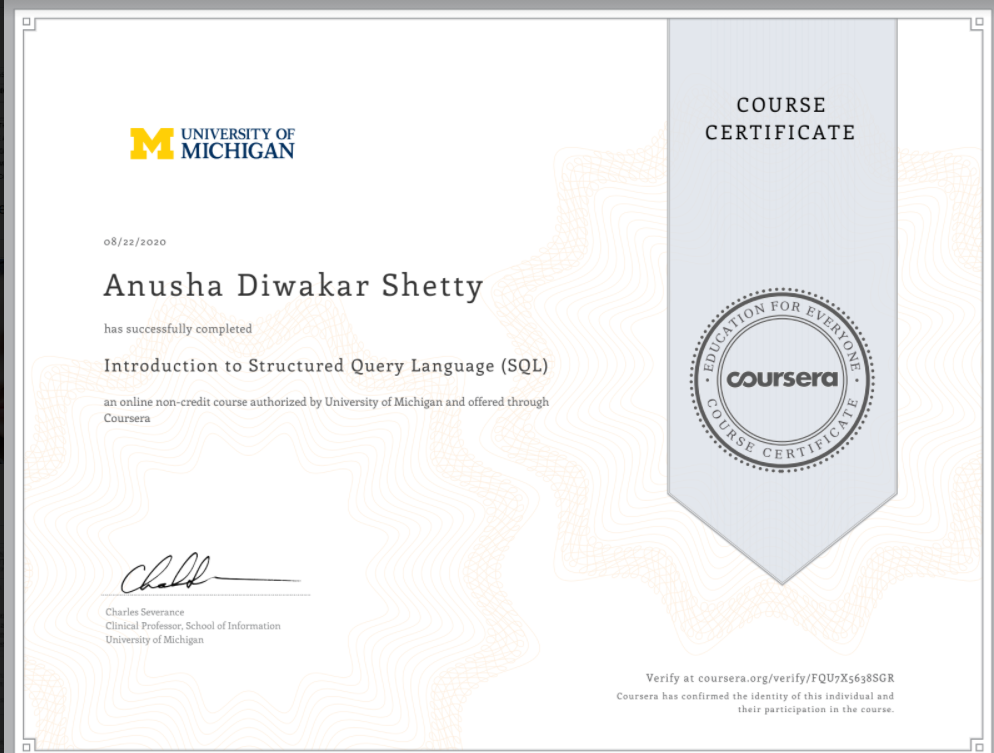 COURSE
CERTIFICATE
UNIVERSITY OF
MICHIGAN
08/22/2020
Anusha Diwakar Shetty
has successfully completed
Introduction to Structured Query Language (SQL)
an online non-credit course authorized by University of Michigan and offered through
Coursera
EDUCATION FOR EVERYONE
coursera
COURSE CERTIFICATE
Charles Severance
Clinical Professor, School of Information
University of Michigan
Verify at coursera.org/verify/FQU7X5638SGR
Coursera has confirmed the identity of this individual and
their participation in the course.